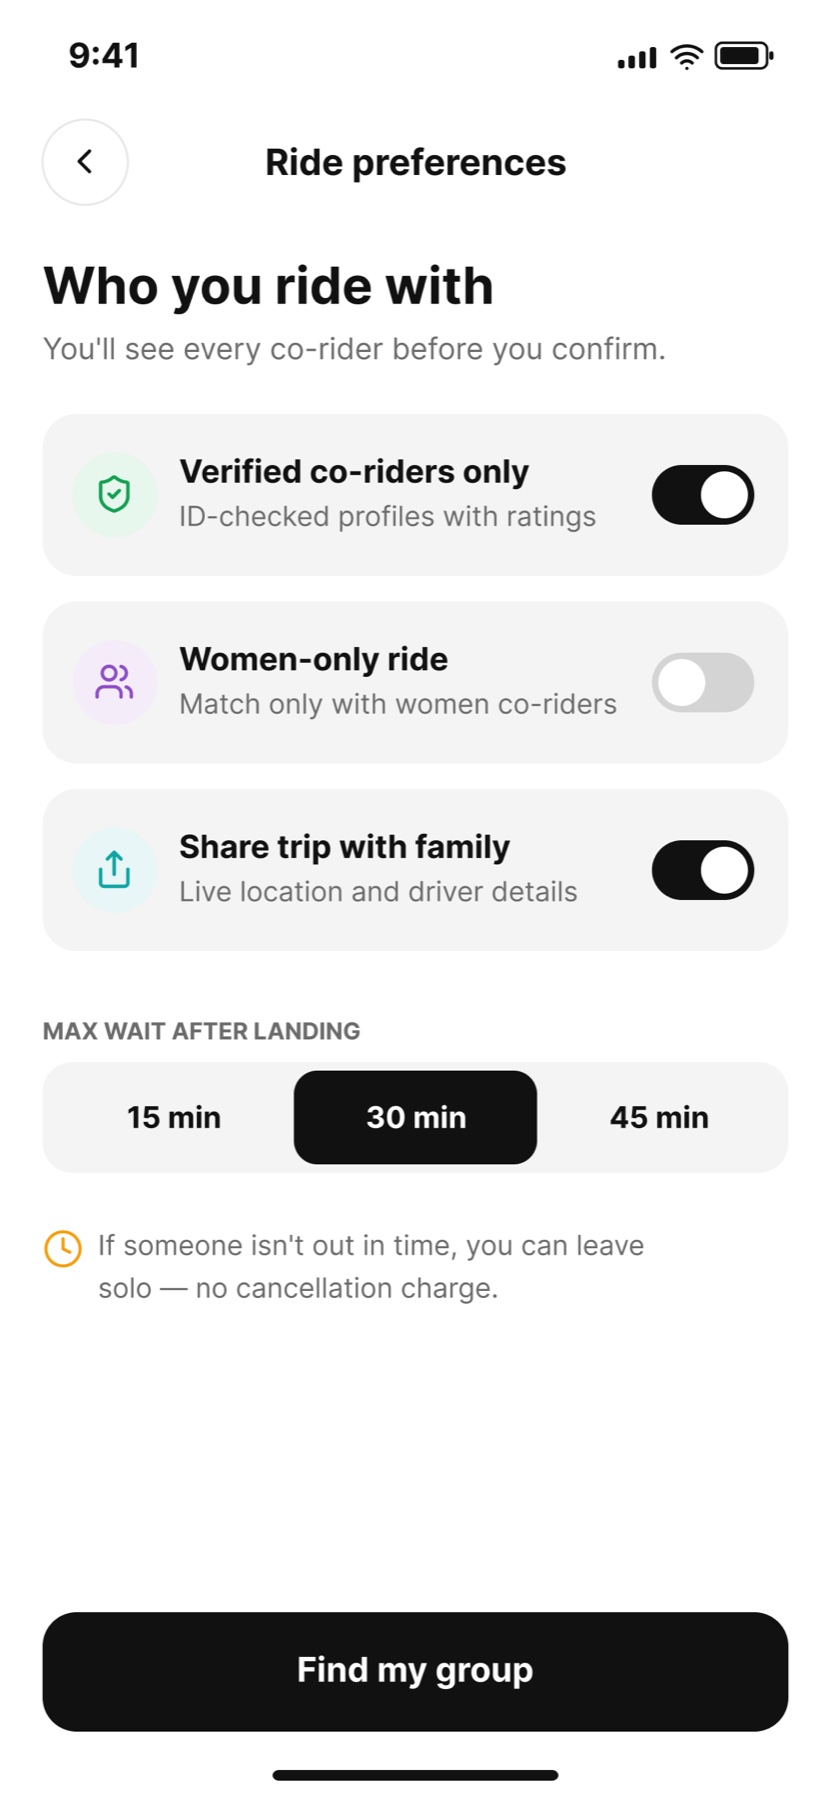 9:41
Ride preferences
Who you ride with
You'll see every co-rider before you confirm.
Verified co-riders only
ID-checked profiles with ratings
Women-only ride
Match only with women co-riders
Share trip with family
Live location and driver details
MAX WAIT AFTER LANDING
15 min 30 min 45 min
If someone isn't out in time, you can leave
solo — no cancellation charge.
Find my group